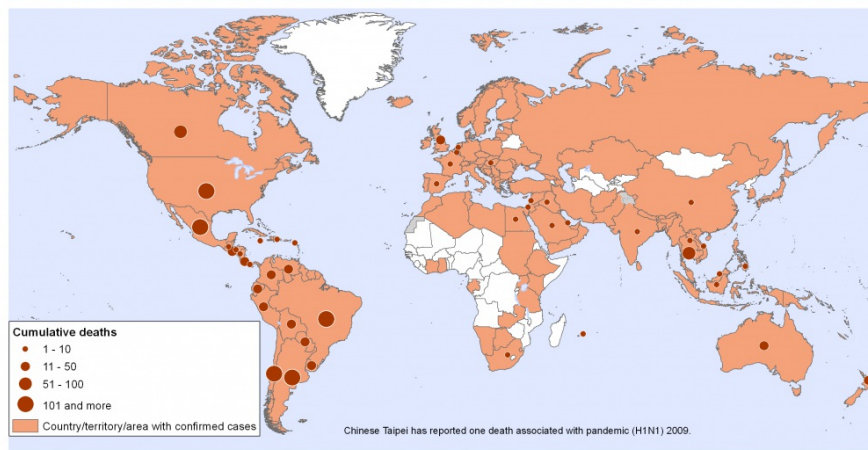 Cumulative deaths
1 - 10
11 - 50
51 - 100
101 and more
Country/territory/area with confirmed cases
Chinese Taipei has reported one death associated with pandemic (H1N1) 2009.